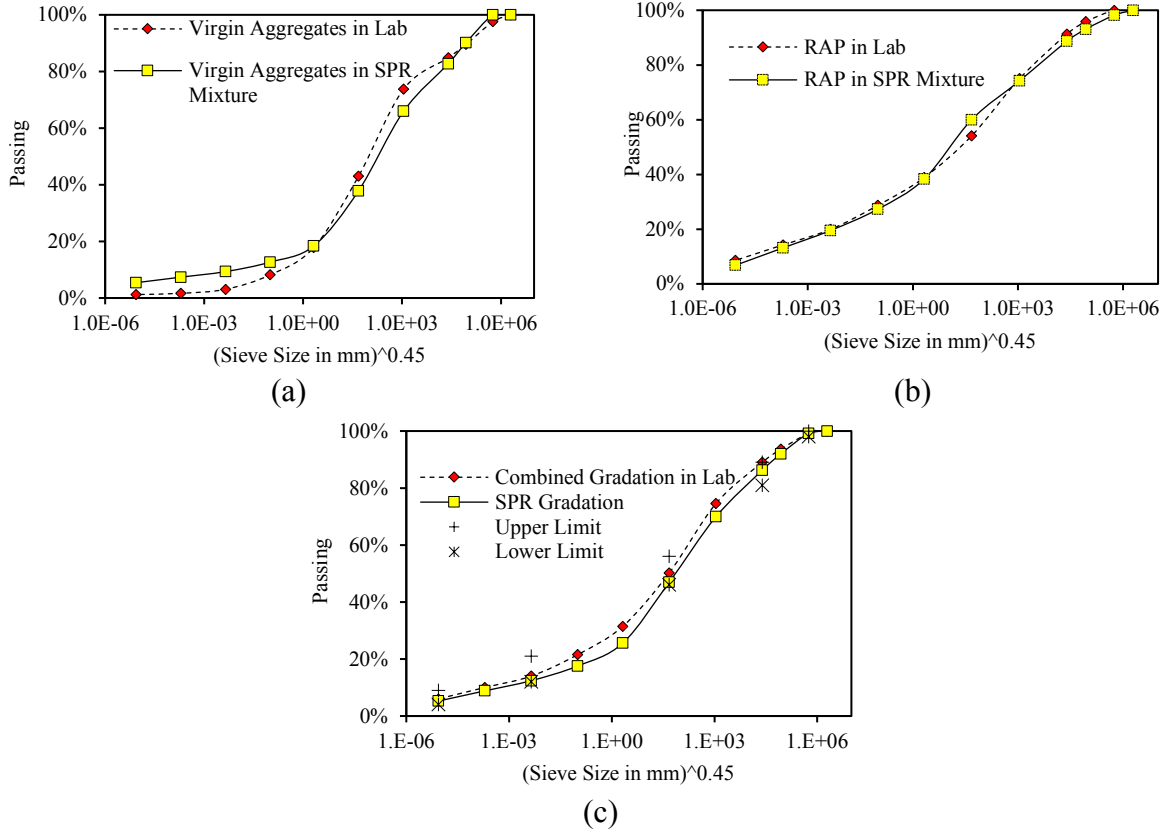 100%
80%
60%
40%
20%
0%
Passing
Virgin Aggregates in Lab
Virgin Aggregates in SPR
Mixture
1.0E-06 1.0E-03 1.0E+00 1.0E+03 1.0E+06
(Sieve Size in mm)^0.45
(a)
100%
80%
60%
40%
20%
0%
Passing
RAP in Lab
RAP in SPR Mixture
1.0E-06 1.0E-03 1.0E+00 1.0E+03 1.0E+06
(Sieve Size in mm)^0.45
(b)
100%
80%
60%
40%
20%
0%
Passing
Combined Gradation in Lab
SPR Gradation
Upper Limit
Lower Limit
1.E-06 1.E-03 1.E+00 1.E+03 1.E+06
(Sieve Size in mm)^0.45
(c)